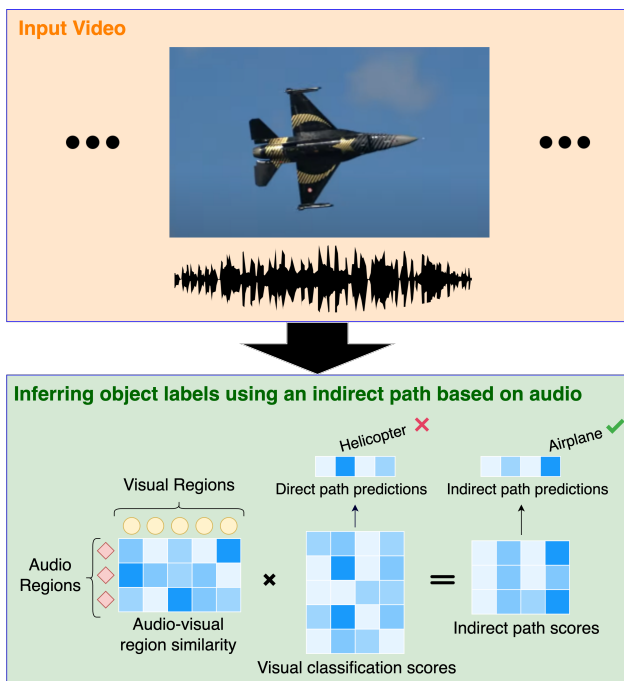 Input Video
Inferring object labels using an indirect path based on audio
Helicopter
Airplane
Direct path predictions
Indirect path predictions
Visual Regions
Audio
Regions
Audio-visual
region similarity
Visual classification scores
Indirect path scores